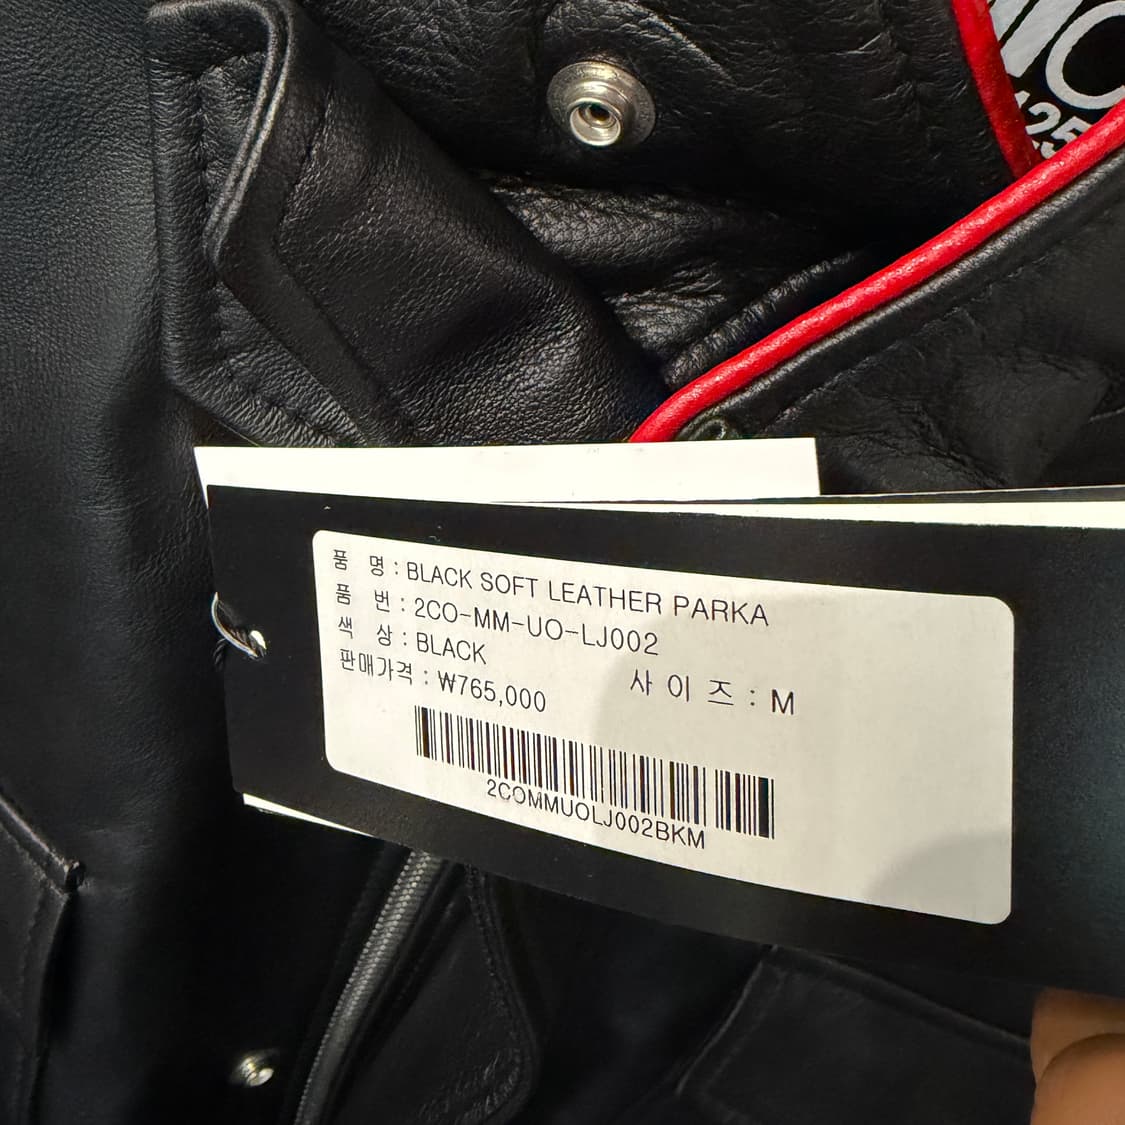 품 명 : BLACK SOFT LEATHER PARKA
품 번 : 2CO-MM-UO-LJ002
색 상 : BLACK
판매가격 : ₩765,000 사 이 즈 : M
2COMMUOLJ002BKM